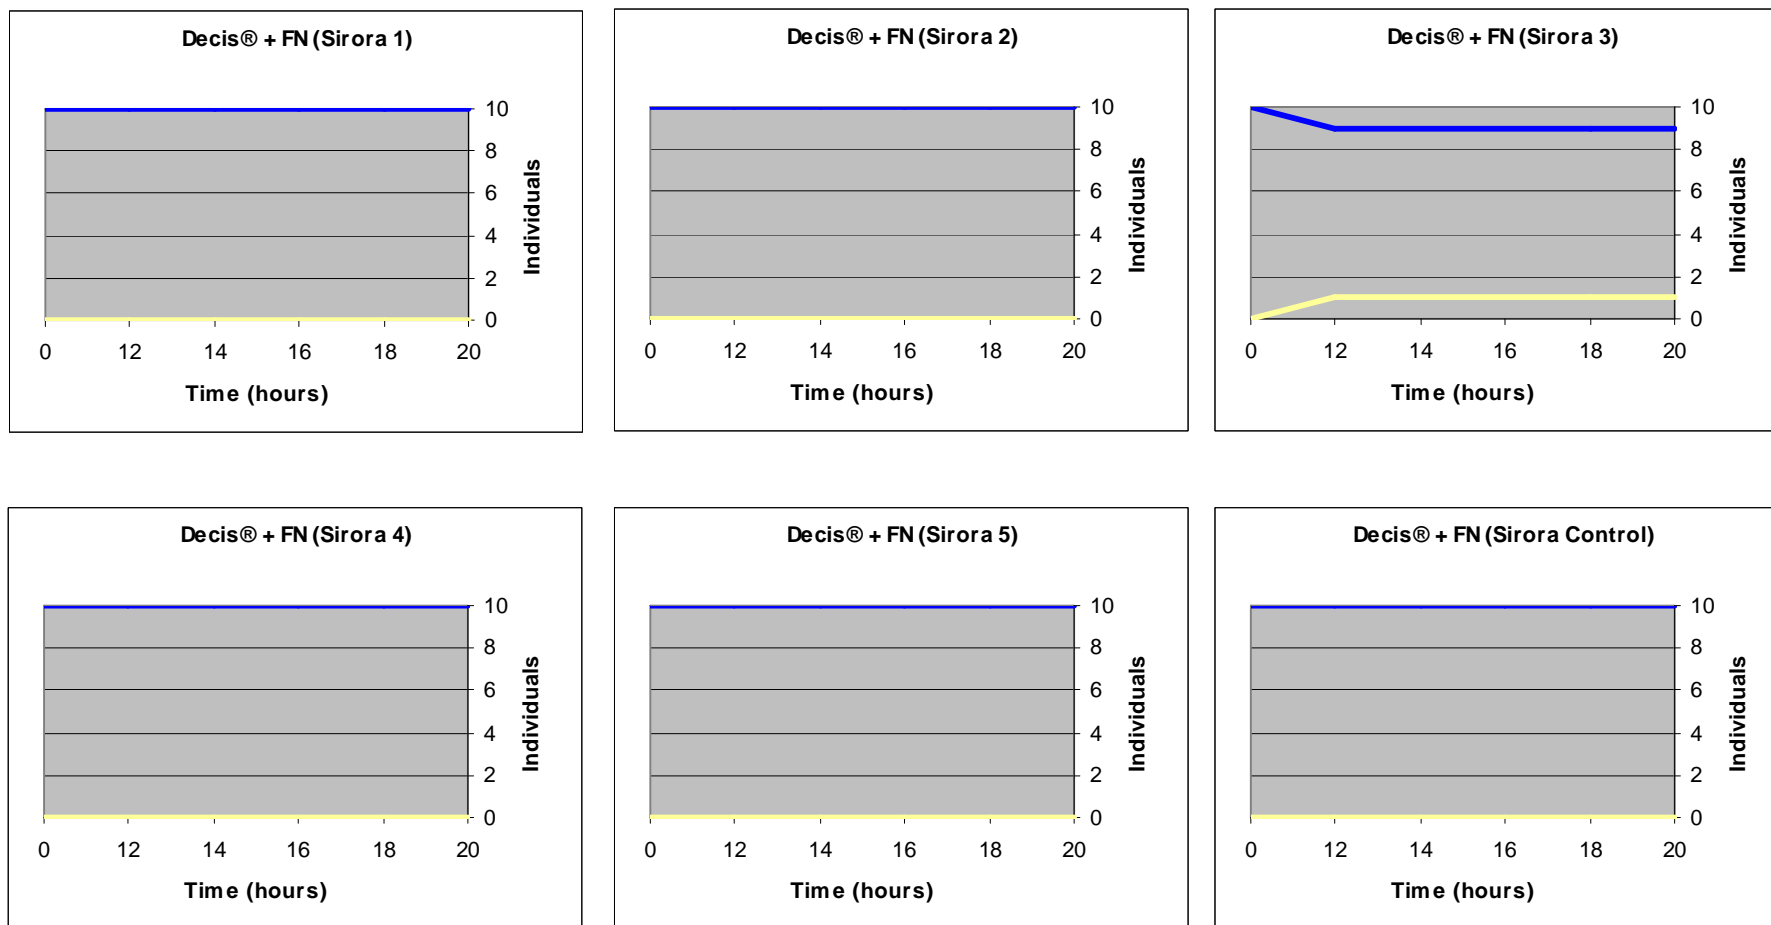 Decis® + FN (Sirora 1)
10
8
6
4
2
0
Individuals
0 12 14 16 18 20
Time (hours)
Decis® + FN (Sirora 2)
10
8
6
4
2
0
Individuals
0 12 14 16 18 20
Time (hours)
Decis® + FN (Sirora 3)
10
8
6
4
2
0
Individuals
0 12 14 16 18 20
Time (hours)
Decis® + FN (Sirora 4)
10
8
6
4
2
0
Individuals
0 12 14 16 18 20
Time (hours)
Decis® + FN (Sirora 5)
10
8
6
4
2
0
Individuals
0 12 14 16 18 20
Time (hours)
Decis® + FN (Sirora Control)
10
8
6
4
2
0
Individuals
0 12 14 16 18 20
Time (hours)